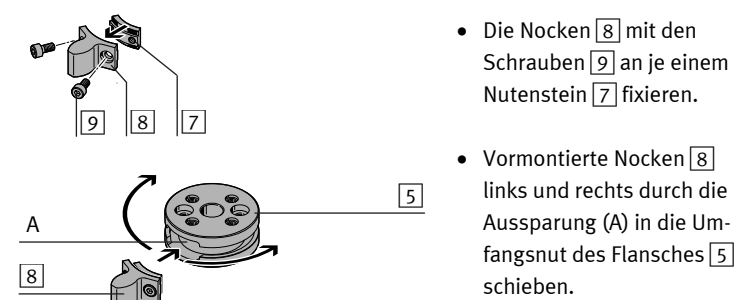 9 8 7
A
5
8
• Die Nocken 8 mit den
Schrauben 9 an je einem
Nutenstein 7 fixieren.
• Vormontierte Nocken 8
links und rechts durch die
Aussparung (A) in die Um-
fangsnut des Flansches 5
schieben.